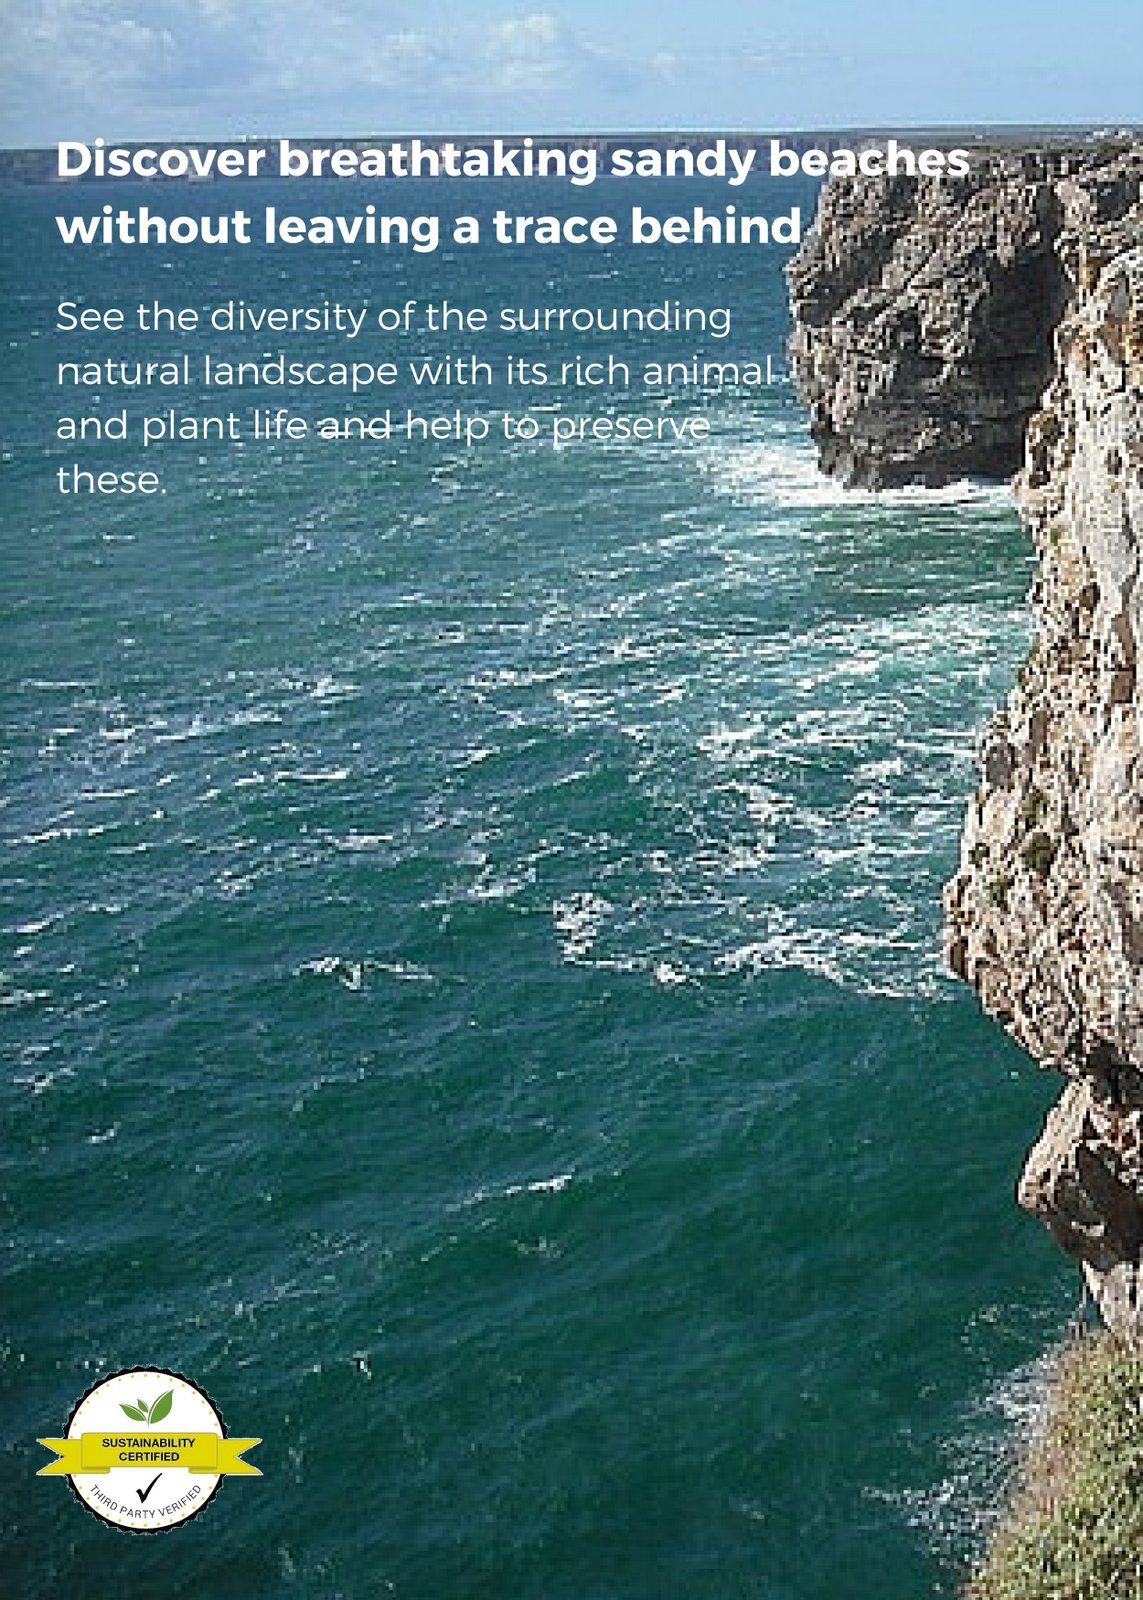 Discover breathtaking sandy beaches
without leaving a trace behind
See the diversity of the surrounding
natural landscape with its rich animal
and plant life and help to preserve
these.
SUSTAINABILITY
CERTIFIED
THIRD PARTY VERIFIED